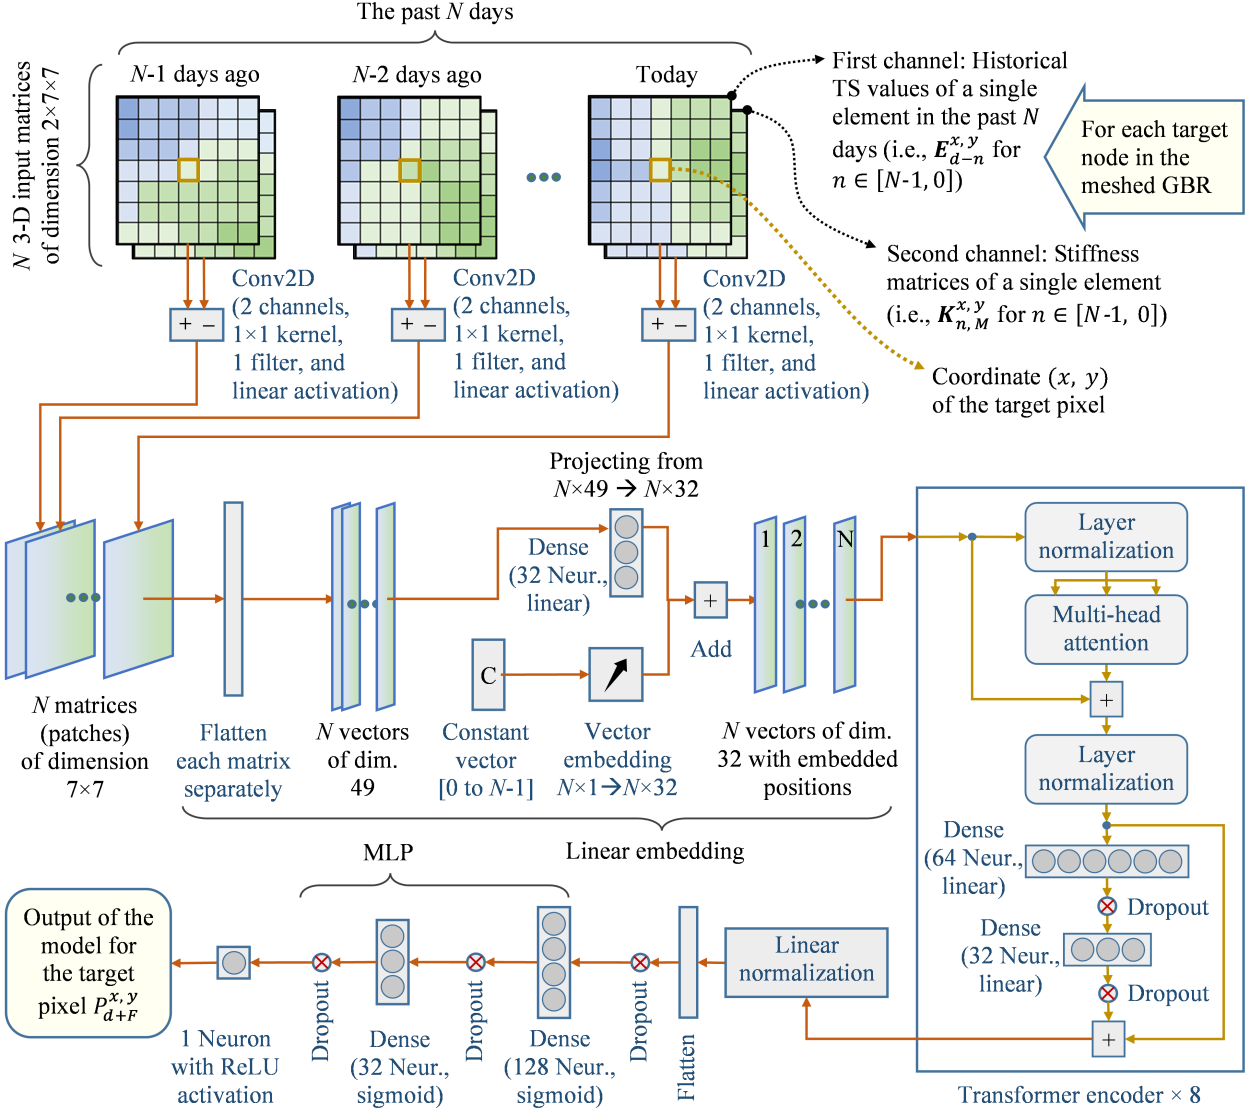 The past N days
N-1 days ago
N-2 days ago
Today
N 3-D input matrices
of dimension 2×7×7
First channel: Historical
TS values of a single
element in the past N
days (i.e., E^{x,y}_{d-n} for
n ∈ [N-1, 0])
For each target
node in the
meshed GBR
Second channel: Stiffness
matrices of a single element
(i.e., K^{x,y}_{n,M} for n ∈ [N-1, 0])
Coordinate (x, y)
of the target pixel
+ −
Conv2D
(2 channels,
1×1 kernel,
1 filter, and
linear activation)
+ −
Conv2D
(2 channels,
1×1 kernel,
1 filter, and
linear activation)
+ −
Conv2D
(2 channels,
1×1 kernel,
1 filter, and
linear activation)
Projecting from
N×49 → N×32
N matrices
(patches)
of dimension
7×7
Flatten
each matrix
separately
N vectors
of dim.
49
Dense
(32 Neur.,
linear)
C
Constant
vector
[0 to N-1]
Vector
embedding
N×1→N×32
+
Add
1
2
N
N vectors of dim.
32 with embedded
positions
Linear embedding
Layer
normalization
Multi-head
attention
+
Layer
normalization
Dense
(64 Neur.,
linear)
Dropout
Dense
(32 Neur.,
linear)
Dropout
+
Transformer encoder × 8
Linear
normalization
Flatten
Dropout
MLP
Dense
(128 Neur.,
sigmoid)
Dropout
Dense
(32 Neur.,
sigmoid)
Dropout
1 Neuron
with ReLU
activation
Output of the
model for
the target
pixel P^{x,y}_{d+F}